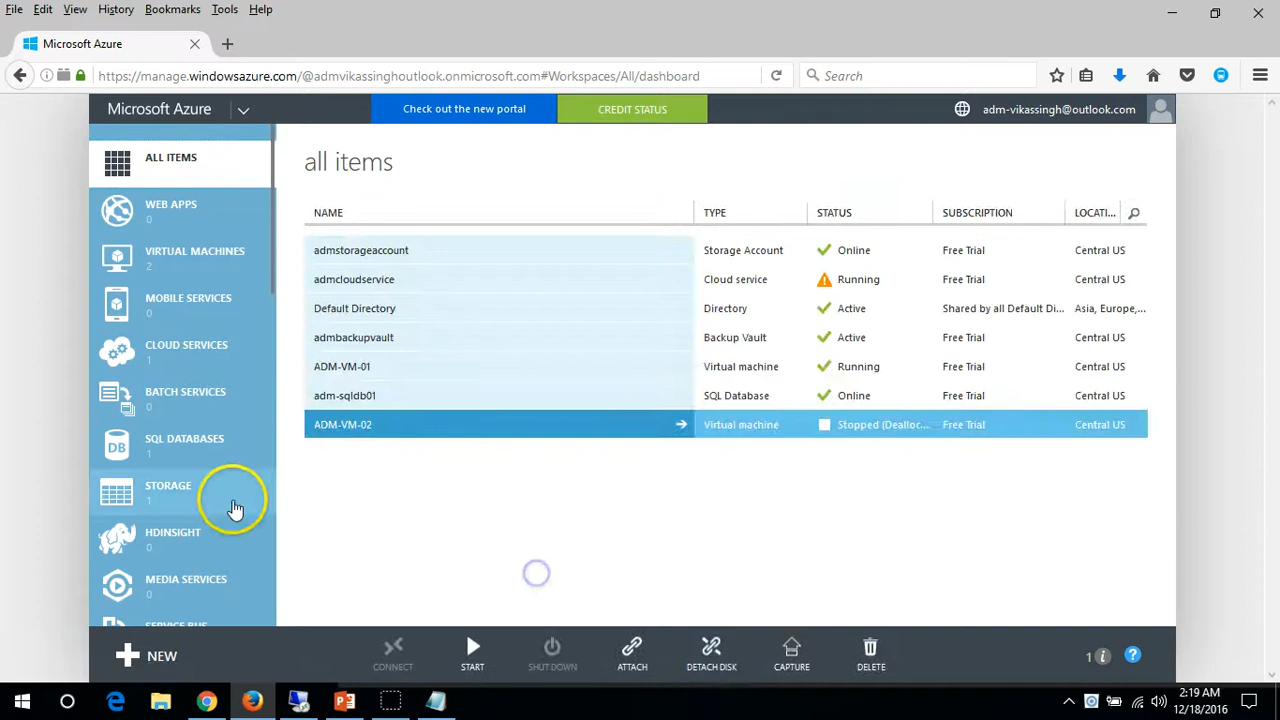 File Edit View History Bookmarks Tools Help
Microsoft Azure
https://manage.windowsazure.com/@admvikassinghoutlook.onmicrosoft.com#Workspaces/All/dashboard
Search
Microsoft Azure
Check out the new portal
CREDIT STATUS
adm-vikassingh@outlook.com
ALL ITEMS
WEB APPS
0
VIRTUAL MACHINES
2
MOBILE SERVICES
0
CLOUD SERVICES
1
BATCH SERVICES
0
SQL DATABASES
1
DB
STORAGE
1
HDINSIGHT
0
MEDIA SERVICES
0
SERVICE BUS
all items
NAME TYPE STATUS SUBSCRIPTION LOCATI...
admstorageaccount Storage Account Online Free Trial Central US
admcloudservice Cloud service Running Free Trial Central US
Default Directory Directory Active Shared by all Default Di... Asia, Europe,...
admbackupvault Backup Vault Active Free Trial Central US
ADM-VM-01 Virtual machine Running Free Trial Central US
adm-sqldb01 SQL Database Online Free Trial Central US
ADM-VM-02 Virtual machine Stopped (Dealloc... Free Trial Central US
NEW
CONNECT
START
SHUT DOWN
ATTACH
DETACH DISK
CAPTURE
DELETE
1
2:19 AM
12/18/2016